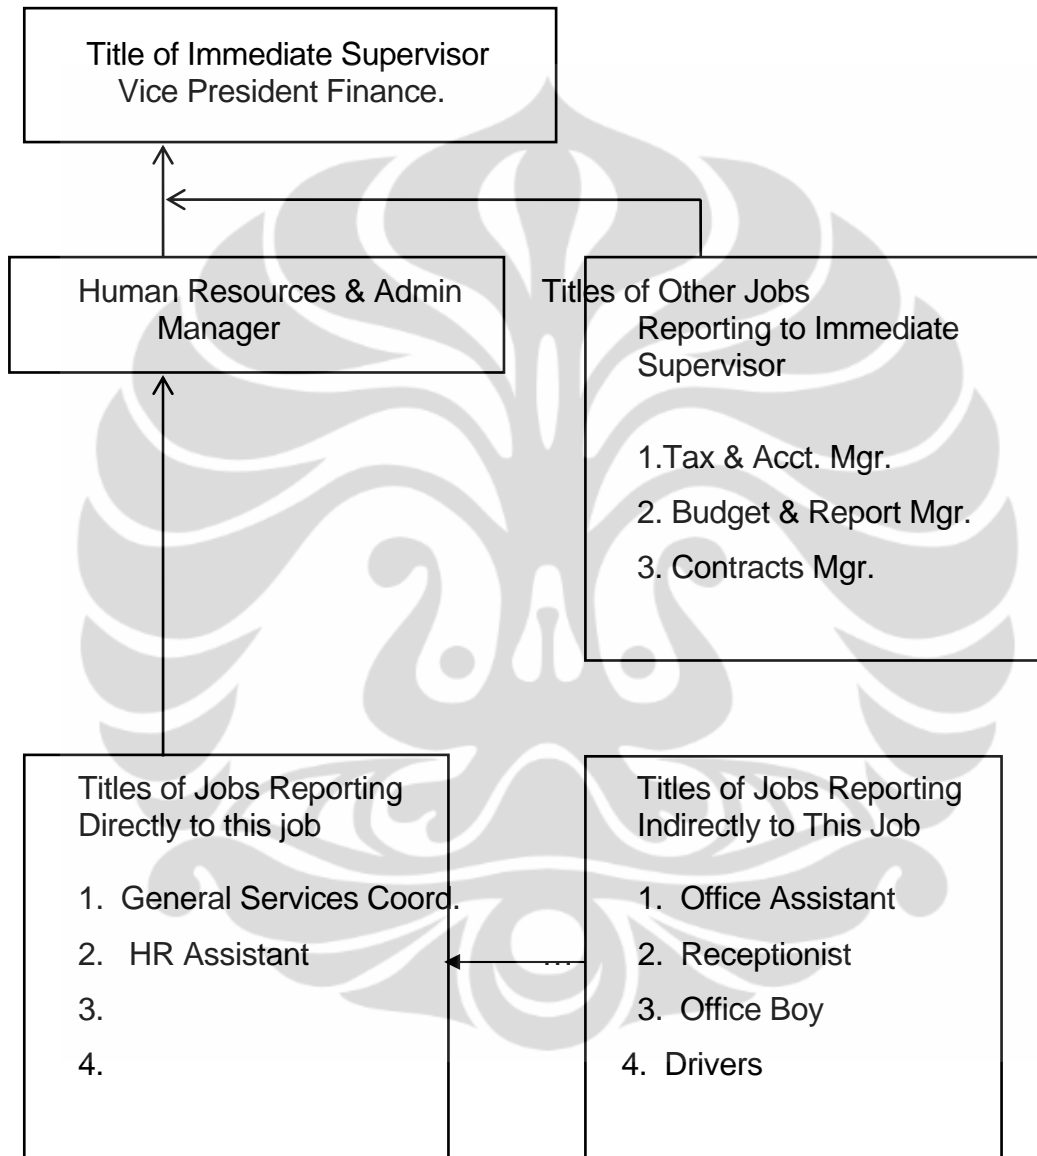 Title of Immediate Supervisor
Vice President Finance.
Human Resources & Admin
Manager
Titles of Other Jobs
Reporting to Immediate
Supervisor
1.Tax & Acct. Mgr.
2. Budget & Report Mgr.
3. Contracts Mgr.
Titles of Jobs Reporting
Directly to this job
1. General Services Coord.
2. HR Assistant
3.
4.
...
Titles of Jobs Reporting
Indirectly to This Job
1. Office Assistant
2. Receptionist
3. Office Boy
4. Drivers